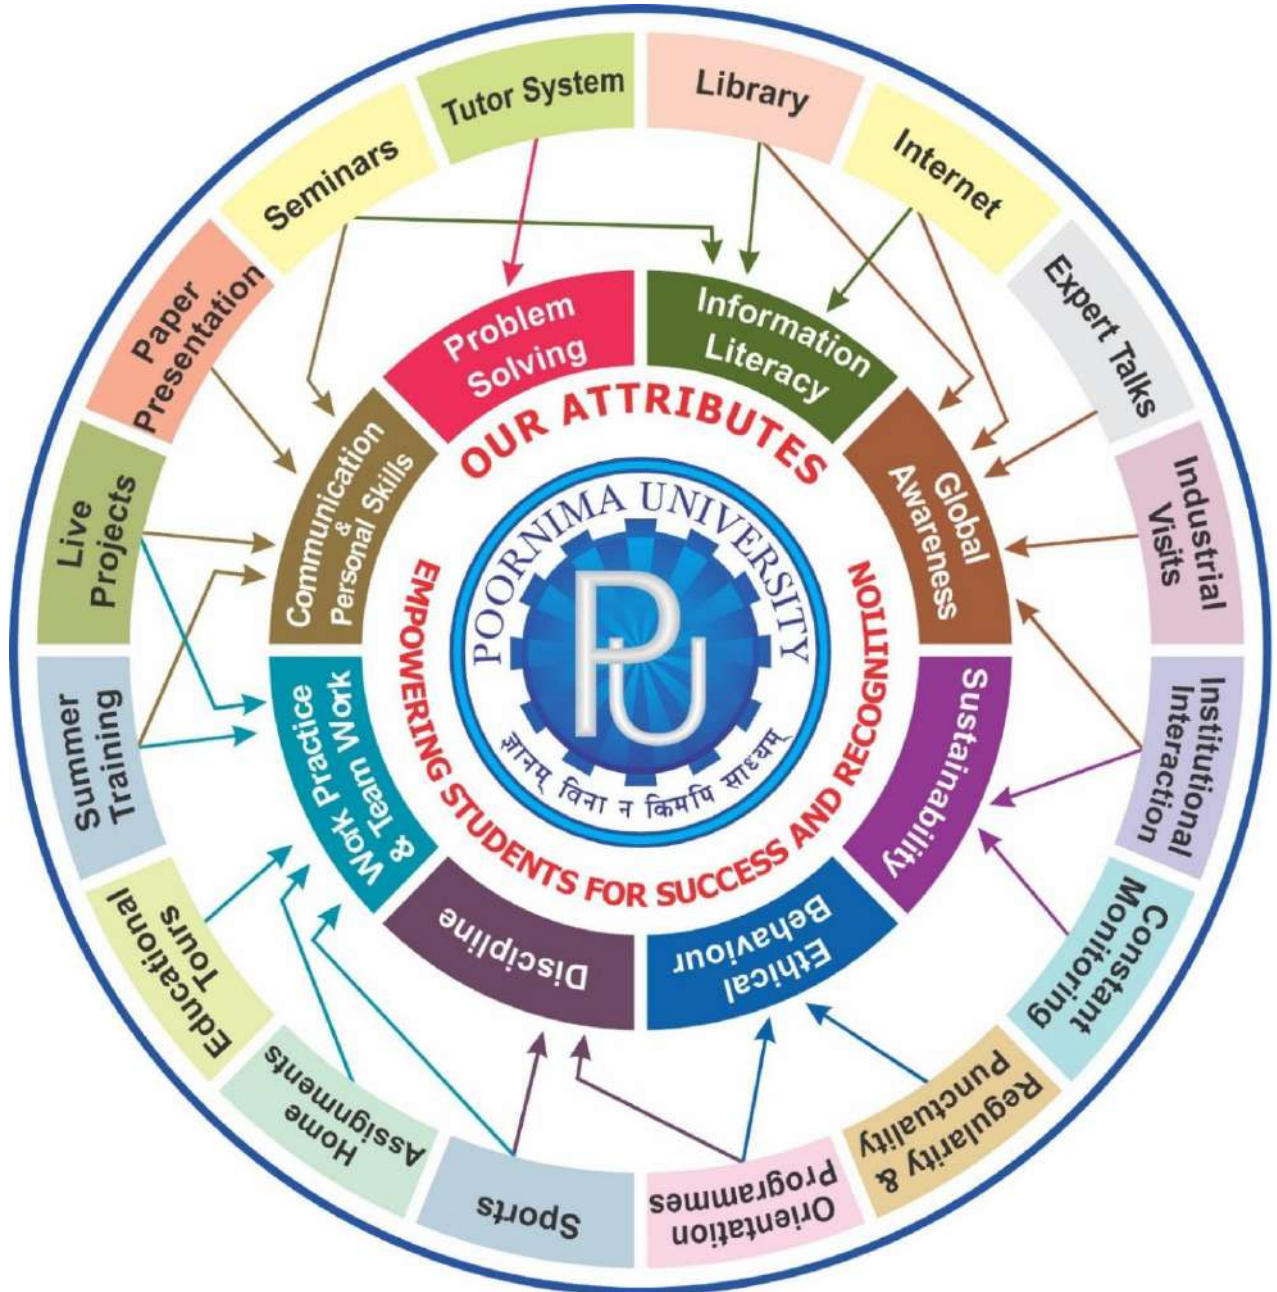 Tutor System
Library
Internet
Expert Talks
Industrial
Visits
Institutional
Interaction
Constant
Monitoring
Regularity &
Punctuality
Orientation
Programmes
Sports
Home
Assignments
Educational
Tours
Summer
Training
Live
Projects
Paper
Presentation
Seminars
Problem
Solving
Information
Literacy
Global
Awareness
Sustainability
Ethical
Behaviour
Discipline
Work Practice
& Team Work
Communication
&
Personal Skills
OUR ATTRIBUTES
EMPOWERING STUDENTS FOR SUCCESS AND RECOGNITION
POORNIMA UNIVERSITY
PU
ज्ञानम् विना न किमपि साध्यम्